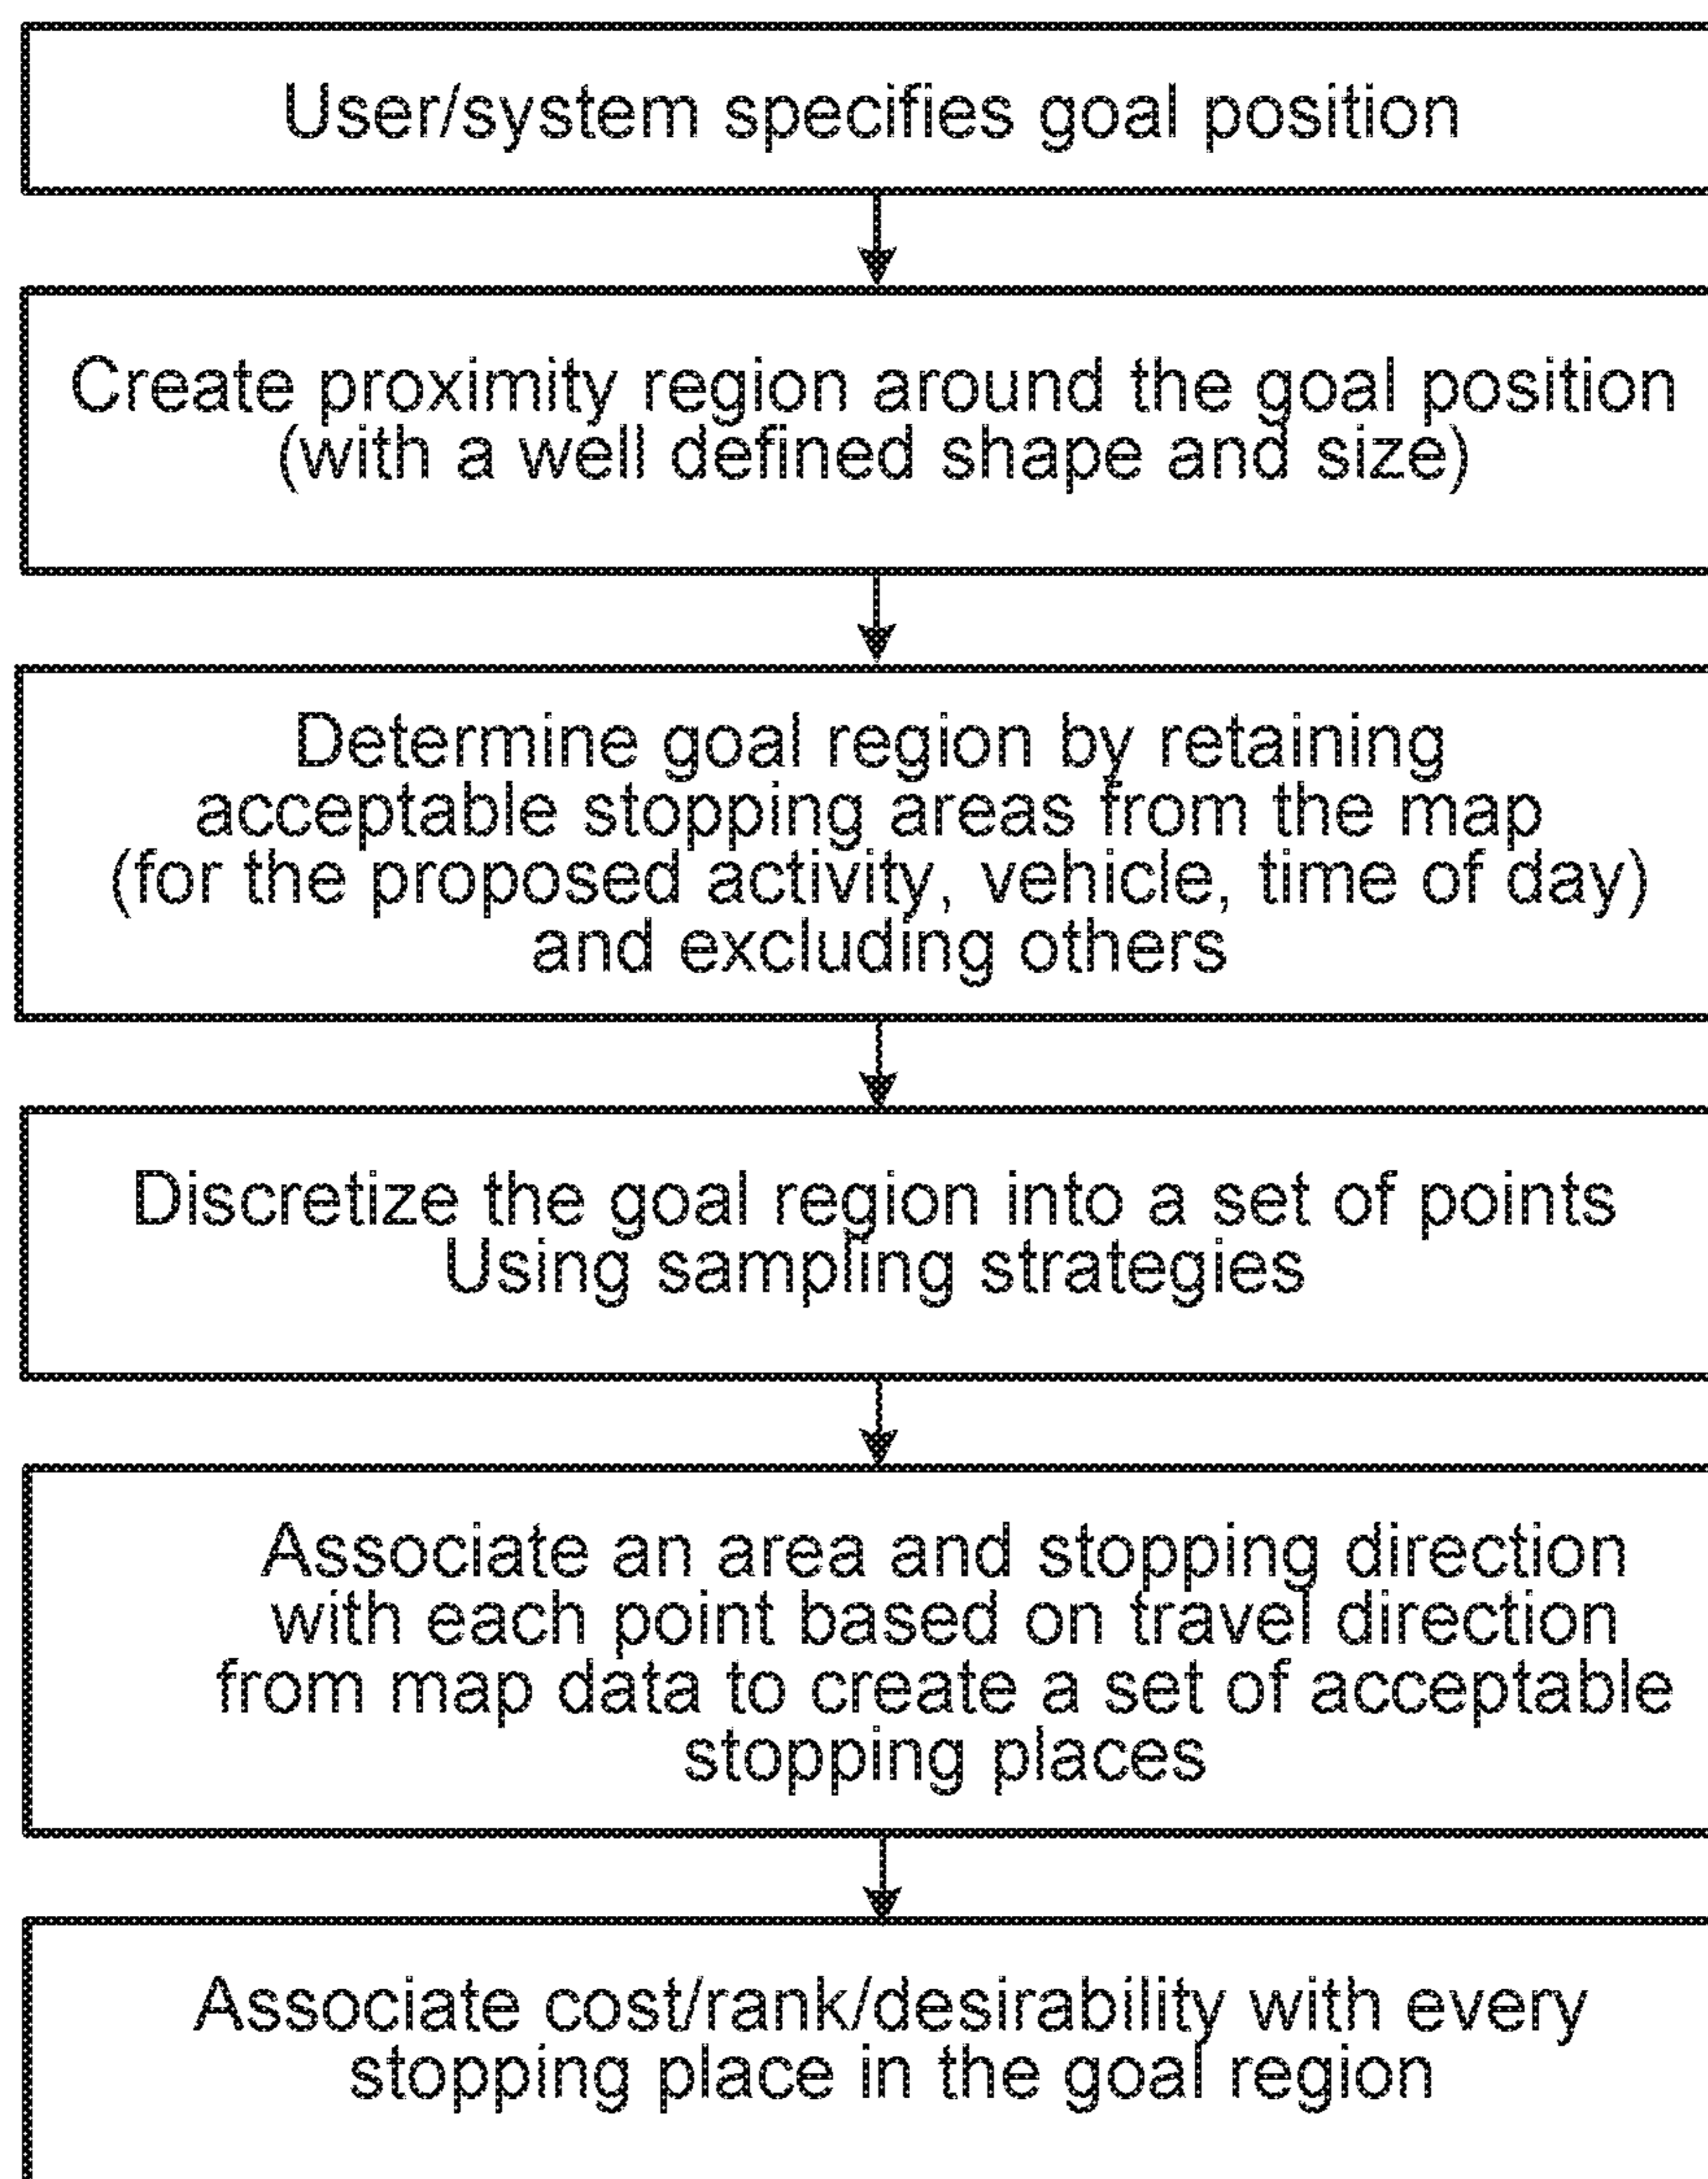 User/system specifies goal position
Create proximity region around the goal position
(with a well defined shape and size)
Determine goal region by retaining
acceptable stopping areas from the map
(for the proposed activity, vehicle, time of day)
and excluding others
Discretize the goal region into a set of points
Using sampling strategies
Associate an area and stopping direction
with each point based on travel direction
from map data to create a set of acceptable
stopping places
Associate cost/rank/desirability with every
stopping place in the goal region